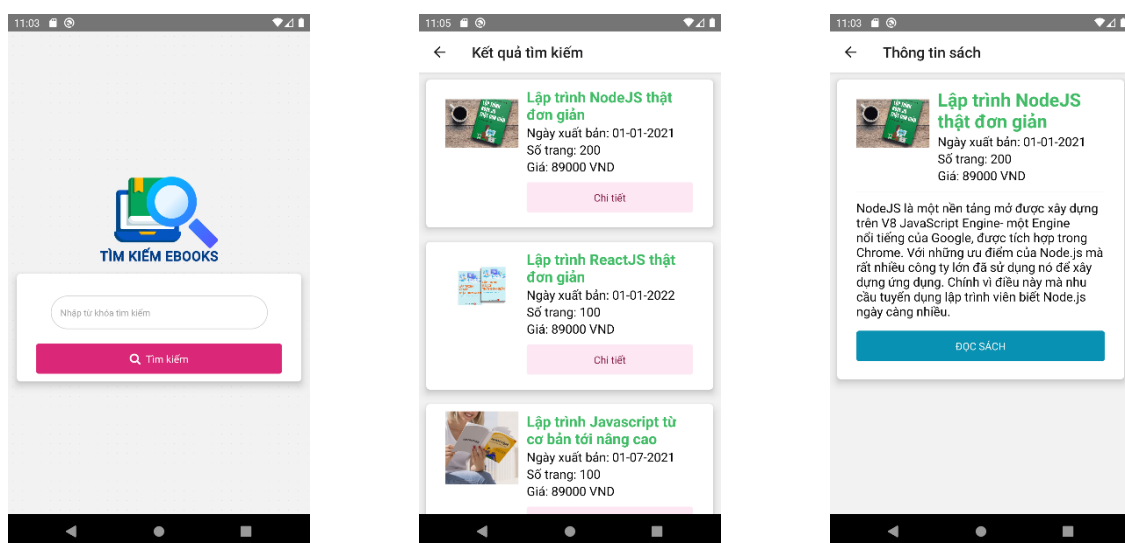 11:03
TÌM KIẾM EBOOKS
Nhập từ khóa tìm kiếm
Tìm kiếm
11:05
Kết quả tìm kiếm
Lập trình NodeJS thật
đơn giản
Ngày xuất bản: 01-01-2021
Số trang: 200
Giá: 89000 VND
Chi tiết
Lập trình ReactJS thật
đơn giản
Ngày xuất bản: 01-01-2022
Số trang: 100
Giá: 89000 VND
Chi tiết
Lập trình Javascript từ
cơ bản tới nâng cao
Ngày xuất bản: 01-07-2021
Số trang: 100
Giá: 89000 VND
11:03
Thông tin sách
Lập trình NodeJS
thật đơn giản
Ngày xuất bản: 01-01-2021
Số trang: 200
Giá: 89000 VND
NodeJS là một nền tảng mở được xây dựng
trên V8 JavaScript Engine- một Engine
nổi tiếng của Google, được tích hợp trong
Chrome. Với những ưu điểm của Node.js mà
rất nhiều công ty lớn đã sử dụng nó để xây
dựng ứng dụng. Chính vì điều này mà nhu
cầu tuyển dụng lập trình viên biết Node.js
ngày càng nhiều.
ĐỌC SÁCH